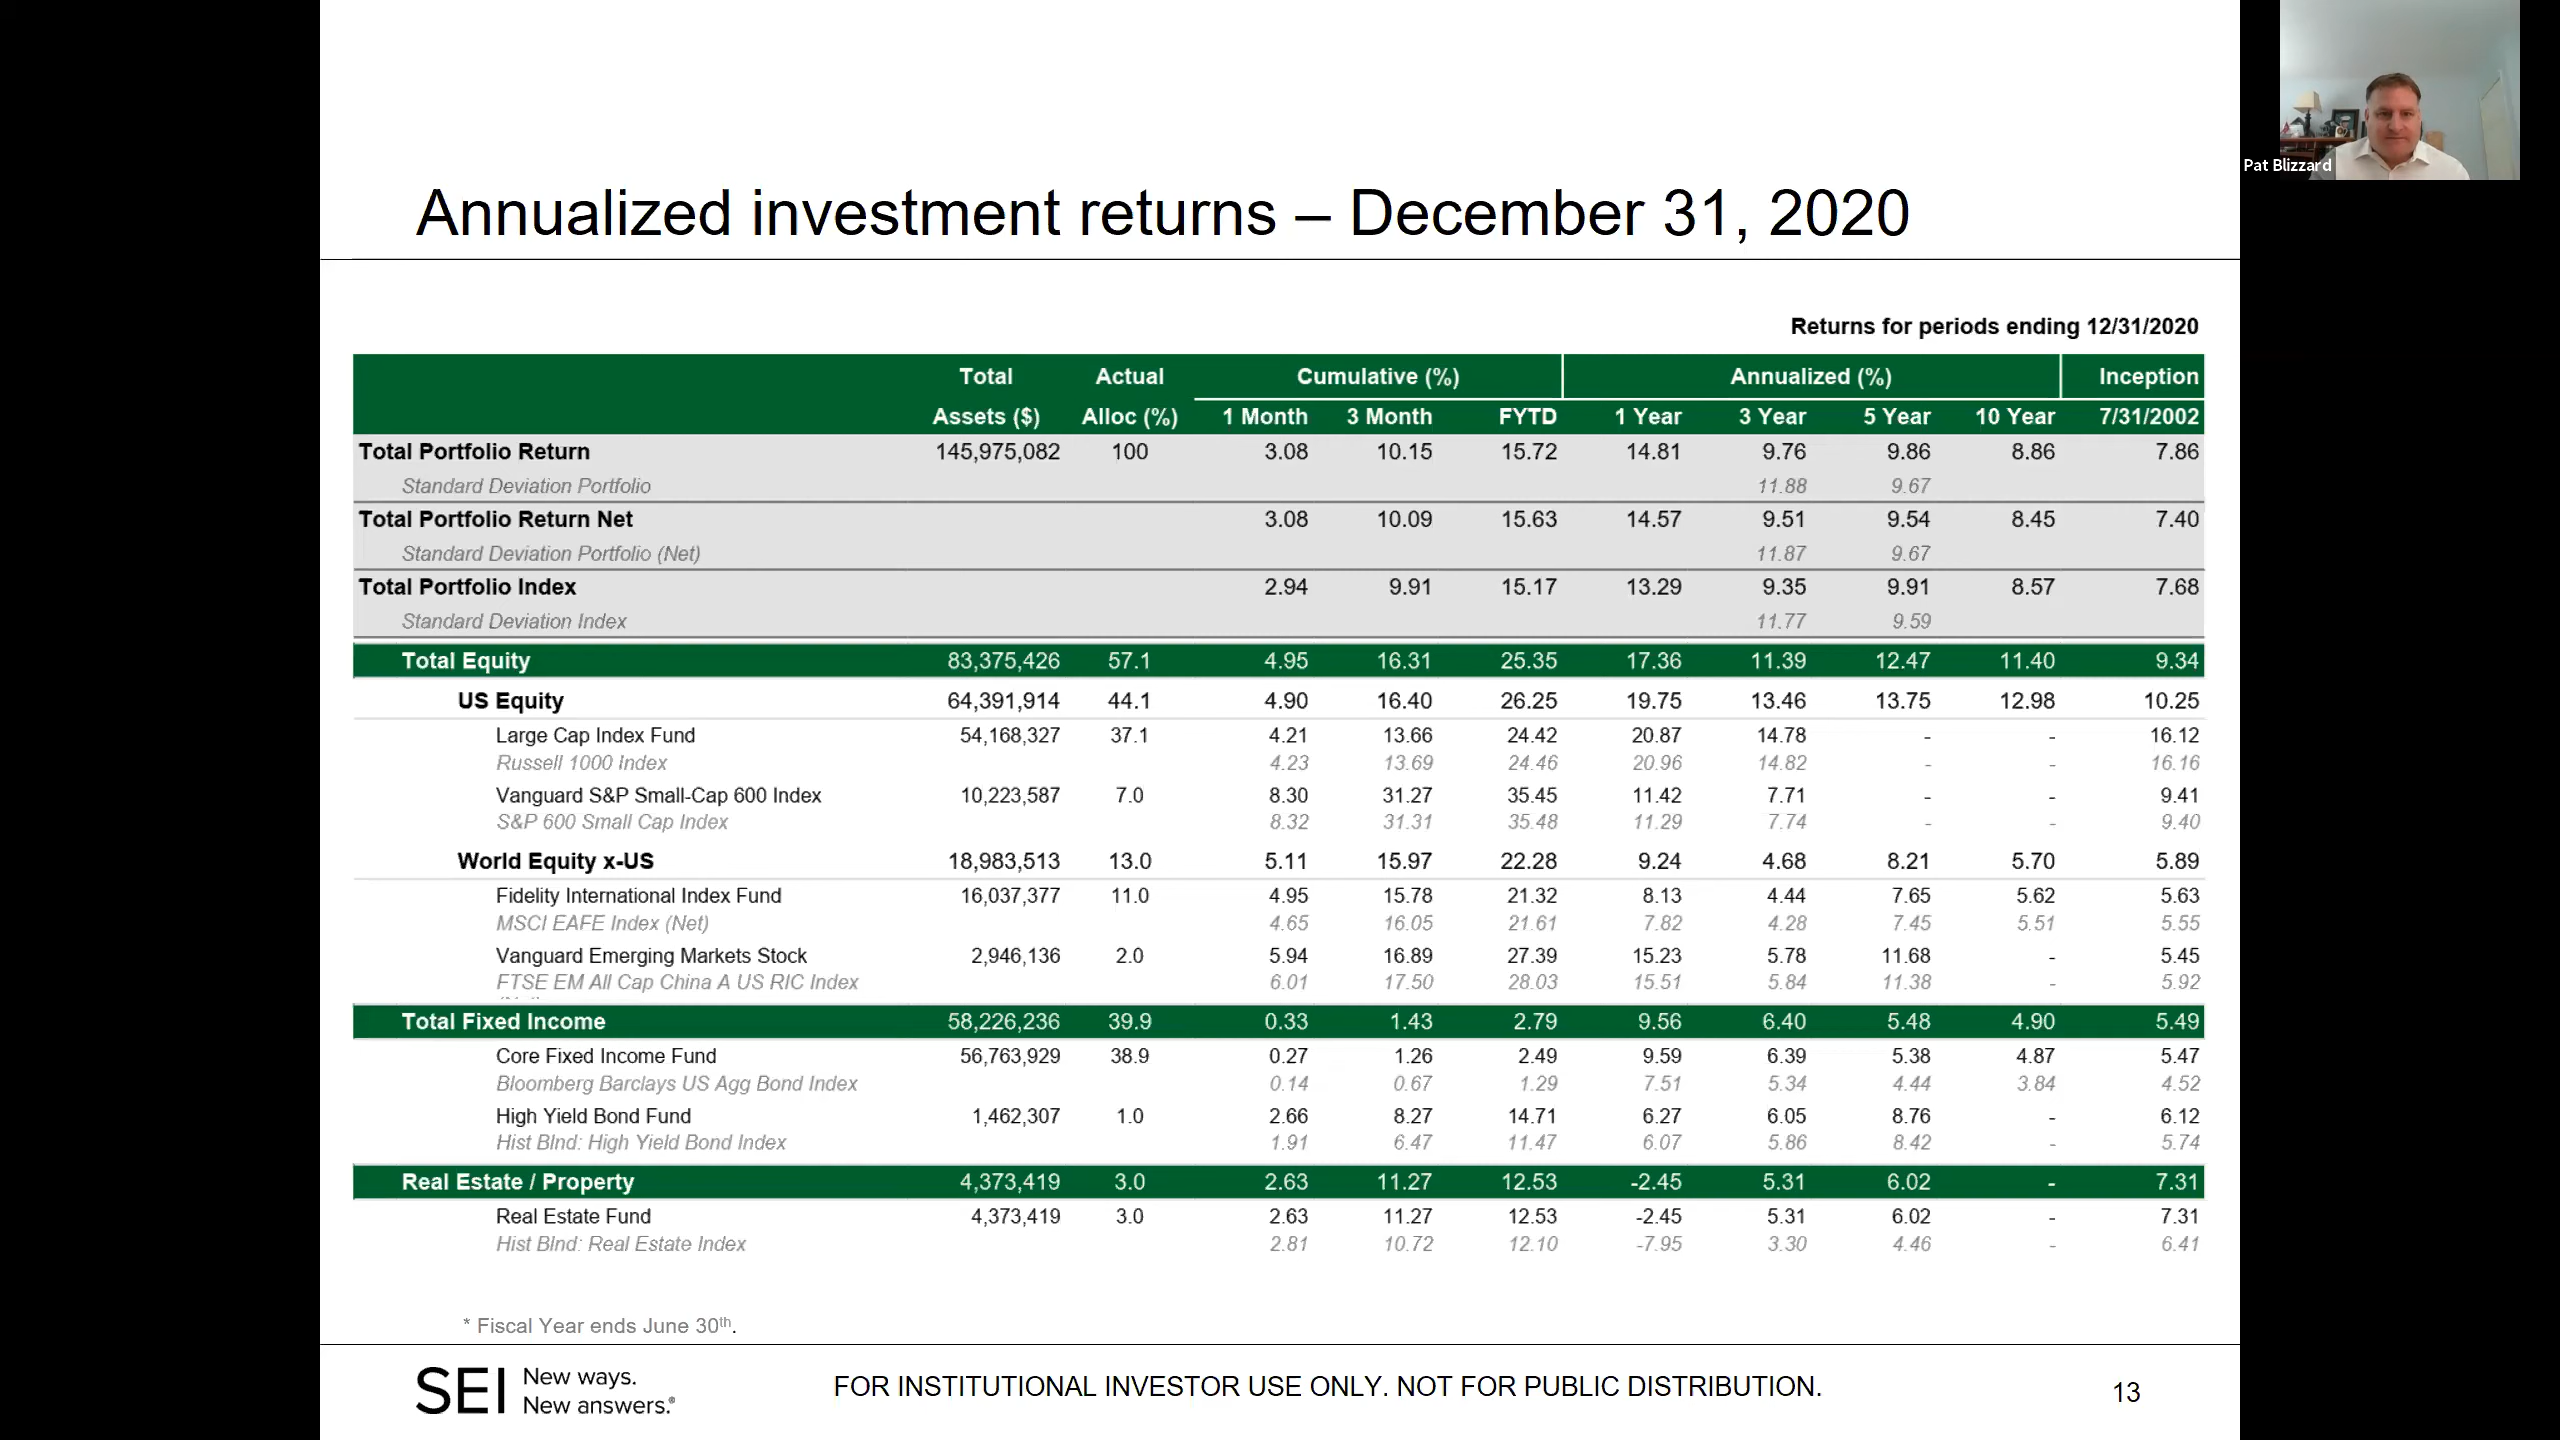 Pat Blizzard
Annualized investment returns – December 31, 2020
Returns for periods ending 12/31/2020
Total Actual Cumulative (%) Annualized (%) Inception
Assets ($) Alloc (%) 1 Month 3 Month FYTD 1 Year 3 Year 5 Year 10 Year 7/31/2002
Total Portfolio Return 145,975,082 100 3.08 10.15 15.72 14.81 9.76 9.86 8.86 7.86
Standard Deviation Portfolio 11.88 9.67
Total Portfolio Return Net 3.08 10.09 15.63 14.57 9.51 9.54 8.45 7.40
Standard Deviation Portfolio (Net) 11.87 9.67
Total Portfolio Index 2.94 9.91 15.17 13.29 9.35 9.91 8.57 7.68
Standard Deviation Index 11.77 9.59
Total Equity 83,375,426 57.1 4.95 16.31 25.35 17.36 11.39 12.47 11.40 9.34
US Equity 64,391,914 44.1 4.90 16.40 26.25 19.75 13.46 13.75 12.98 10.25
Large Cap Index Fund 54,168,327 37.1 4.21 13.66 24.42 20.87 14.78 - - 16.12
Russell 1000 Index 4.23 13.69 24.46 20.96 14.82 - - 16.16
Vanguard S&P Small-Cap 600 Index 10,223,587 7.0 8.30 31.27 35.45 11.42 7.71 - - 9.41
S&P 600 Small Cap Index 8.32 31.31 35.48 11.29 7.74 - - 9.40
World Equity x-US 18,983,513 13.0 5.11 15.97 22.28 9.24 4.68 8.21 5.70 5.89
Fidelity International Index Fund 16,037,377 11.0 4.95 15.78 21.32 8.13 4.44 7.65 5.62 5.63
MSCI EAFE Index (Net) 4.65 16.05 21.61 7.82 4.28 7.45 5.51 5.55
Vanguard Emerging Markets Stock 2,946,136 2.0 5.94 16.89 27.39 15.23 5.78 11.68 - 5.45
FTSE EM All Cap China A US RIC Index 6.01 17.50 28.03 15.51 5.84 11.38 - 5.92
Total Fixed Income 58,226,236 39.9 0.33 1.43 2.79 9.56 6.40 5.48 4.90 5.49
Core Fixed Income Fund 56,763,929 38.9 0.27 1.26 2.49 9.59 6.39 5.38 4.87 5.47
Bloomberg Barclays US Agg Bond Index 0.14 0.67 1.29 7.51 5.34 4.44 3.84 4.52
High Yield Bond Fund 1,462,307 1.0 2.66 8.27 14.71 6.27 6.05 8.76 - 6.12
Hist Blnd: High Yield Bond Index 1.91 6.47 11.47 6.07 5.86 8.42 - 5.74
Real Estate / Property 4,373,419 3.0 2.63 11.27 12.53 -2.45 5.31 6.02 - 7.31
Real Estate Fund 4,373,419 3.0 2.63 11.27 12.53 -2.45 5.31 6.02 - 7.31
Hist Blnd: Real Estate Index 2.81 10.72 12.10 -7.95 3.30 4.46 - 6.41
* Fiscal Year ends June 30th.
SEI New ways.
New answers.®
FOR INSTITUTIONAL INVESTOR USE ONLY. NOT FOR PUBLIC DISTRIBUTION.
13